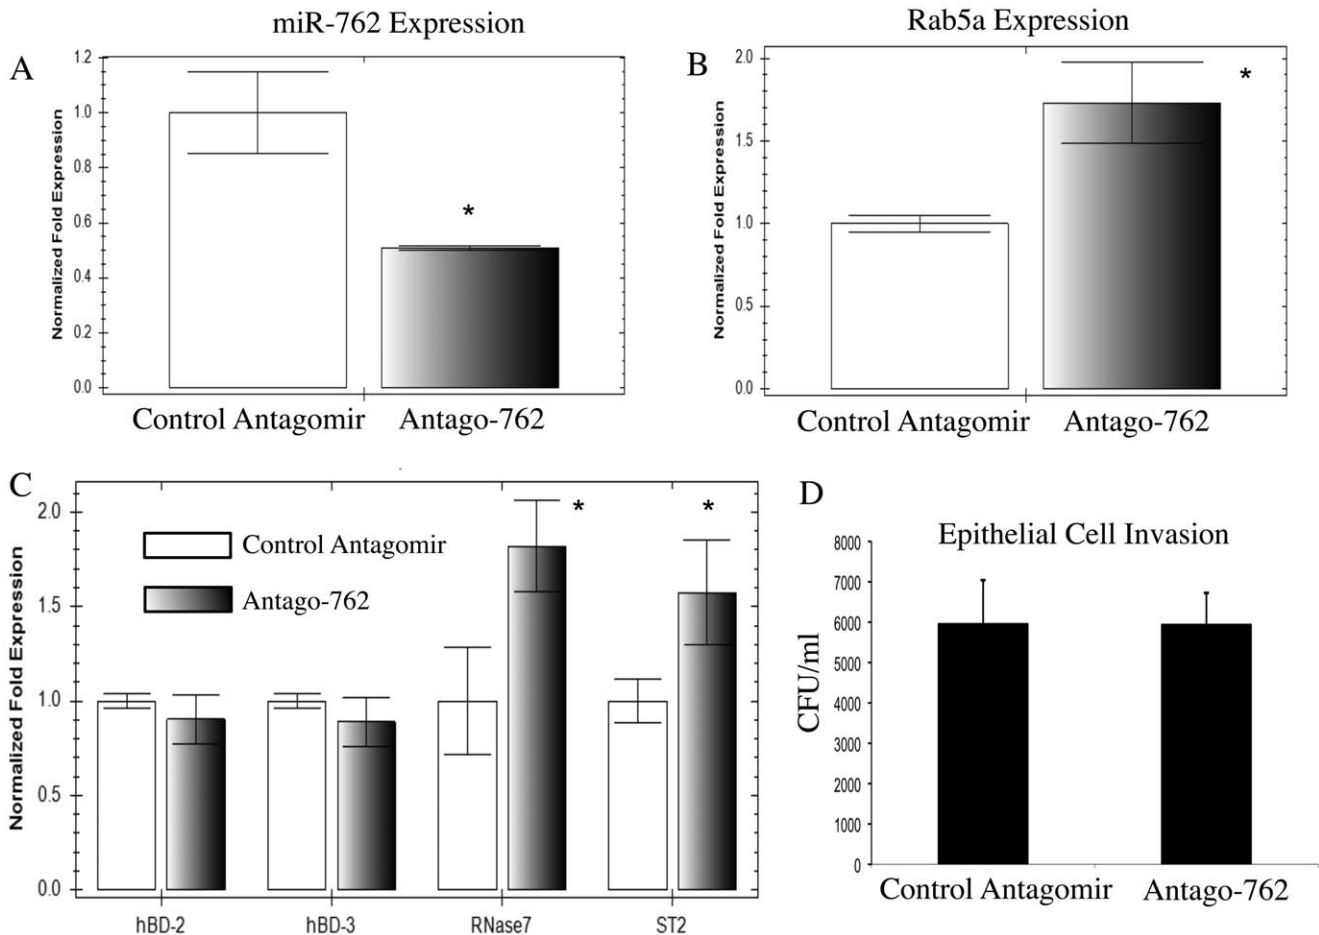 A
miR-762 Expression
Normalized Fold Expression
1.2
1.0
0.8
0.6
0.4
0.2
0.0
*
Control Antagomir
Antago-762
B
Rab5a Expression
Normalized Fold Expression
2.0
1.5
1.0
0.5
0.0
*
Control Antagomir
Antago-762
C
Normalized Fold Expression
2.0
1.5
1.0
0.5
0.0
Control Antagomir
Antago-762
*
*
hBD-2
hBD-3
RNase7
ST2
D
Epithelial Cell Invasion
CFU/ml
8000
7000
6000
5000
4000
3000
2000
1000
0
Control Antagomir
Antago-762